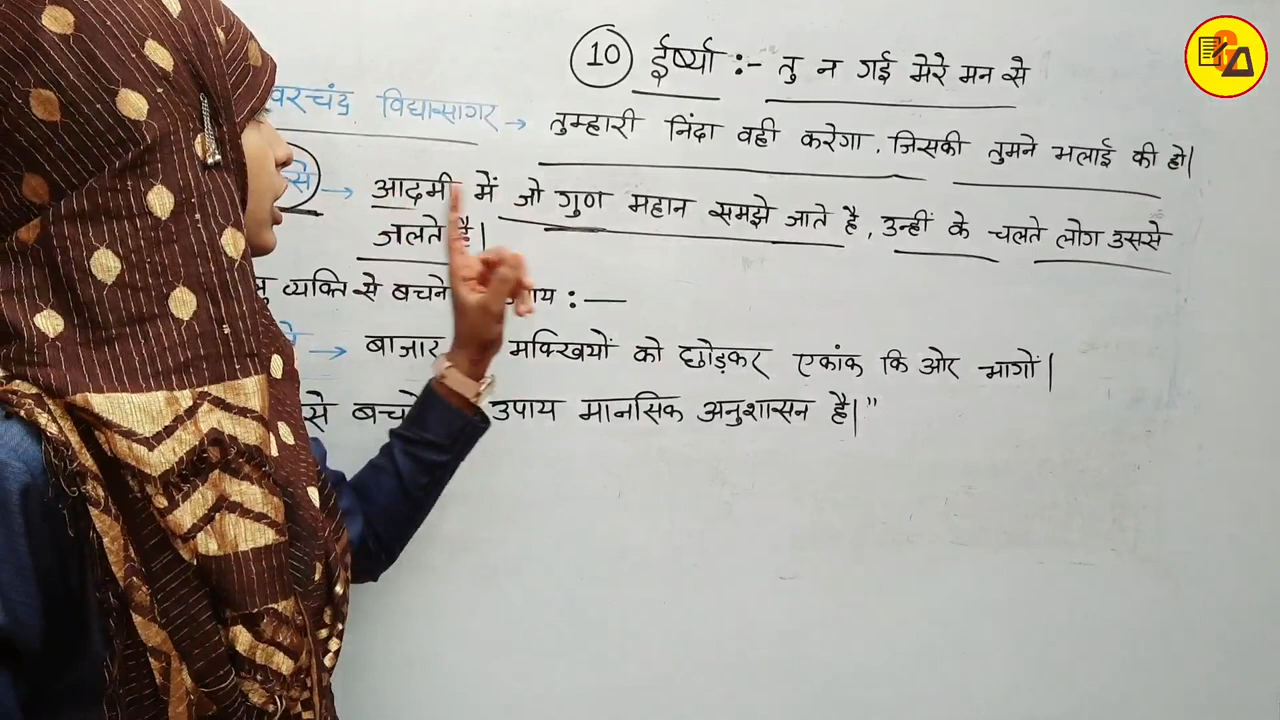 10 ईर्ष्या :- तु न गई मेरे मन से
वरचंद्र विद्यासागर → तुम्हारी निंदा वही करेगा, जिसकी तुमने भलाई की हो।
से → आदमी में जो गुण महान समझे जाते है, उन्हीं के चलते लोग उससे
जलते है।
व्यक्ति से बचने :—
→ बाजार मक्खियों को छोड़कर एकांक कि ओर भागों।
से उपाय मानसिक अनुशासन है।”